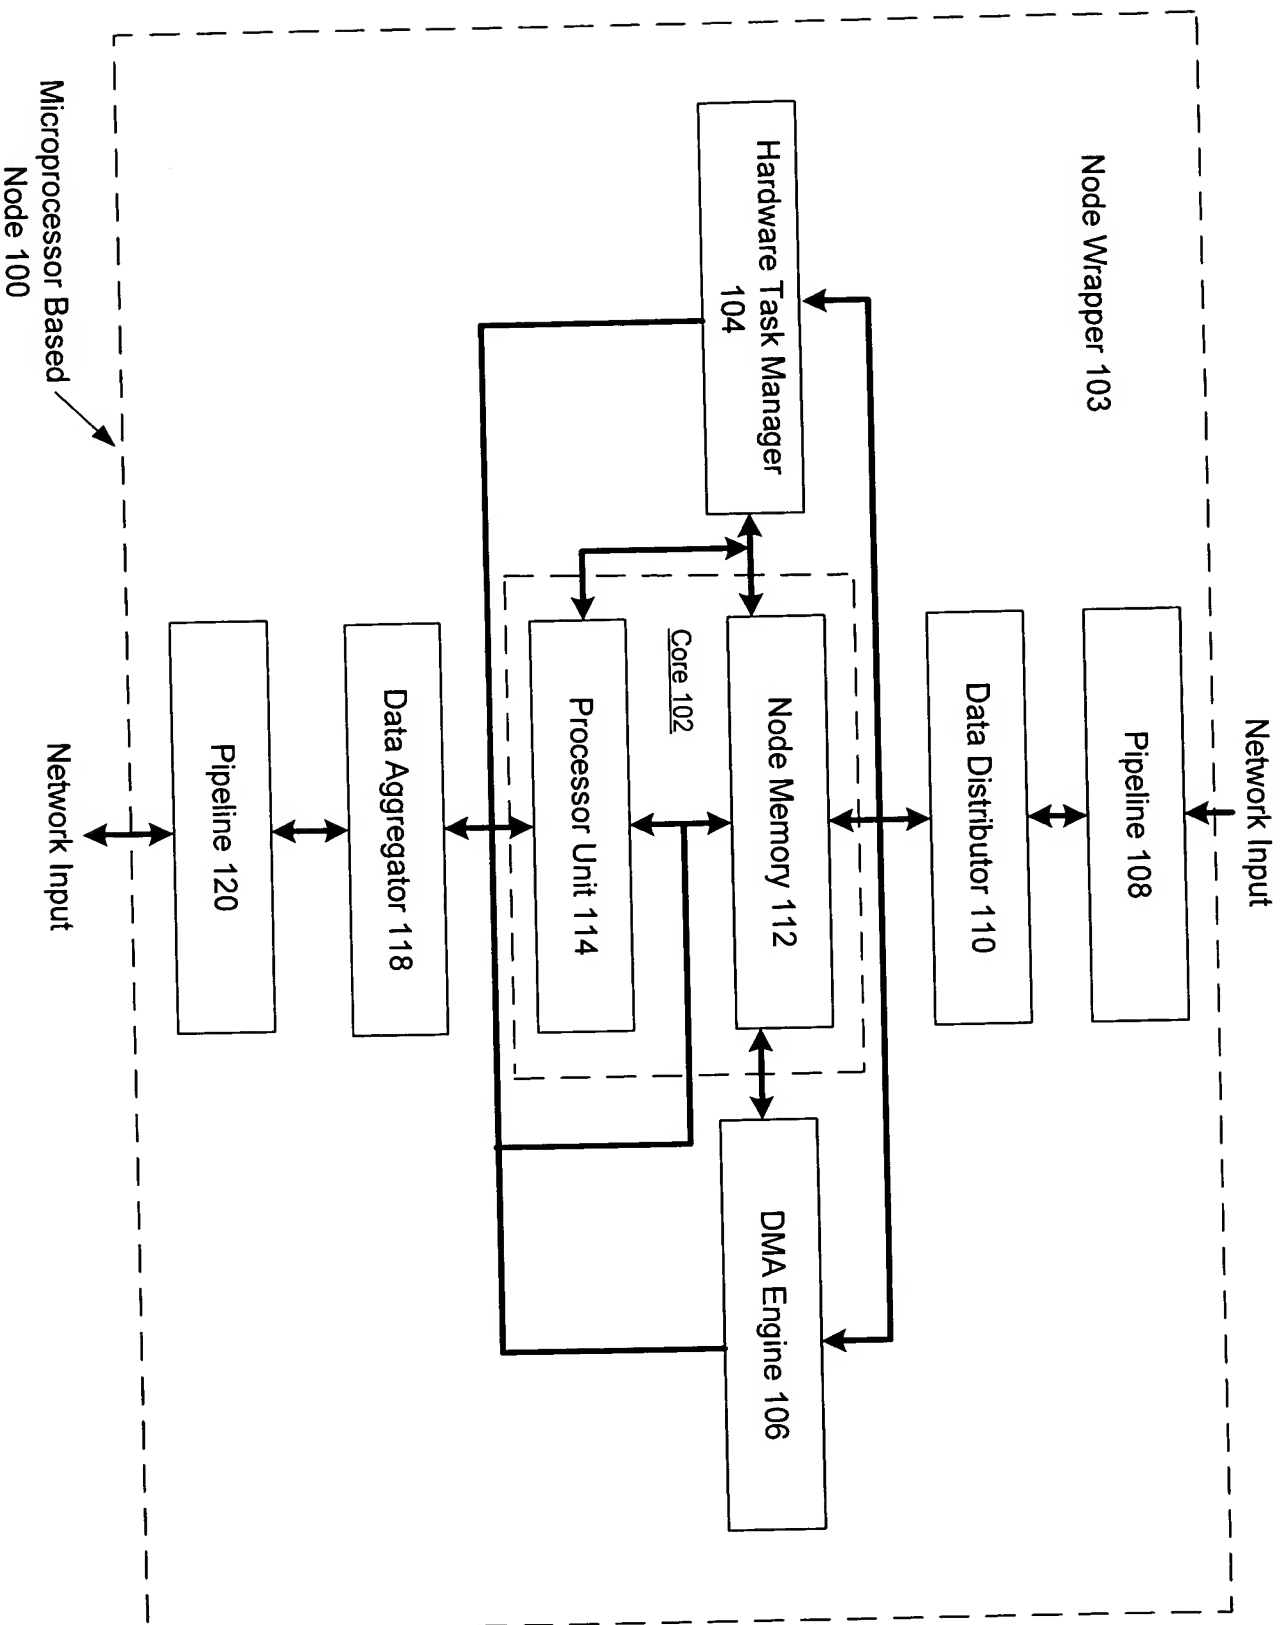 Network Input
Node Wrapper 103
Pipeline 108
Data Distributor 110
Hardware Task Manager
104
Node Memory 112
DMA Engine 106
Core 102
Processor Unit 114
Data Aggregator 118
Pipeline 120
Microprocessor Based
Node 100
Network Input